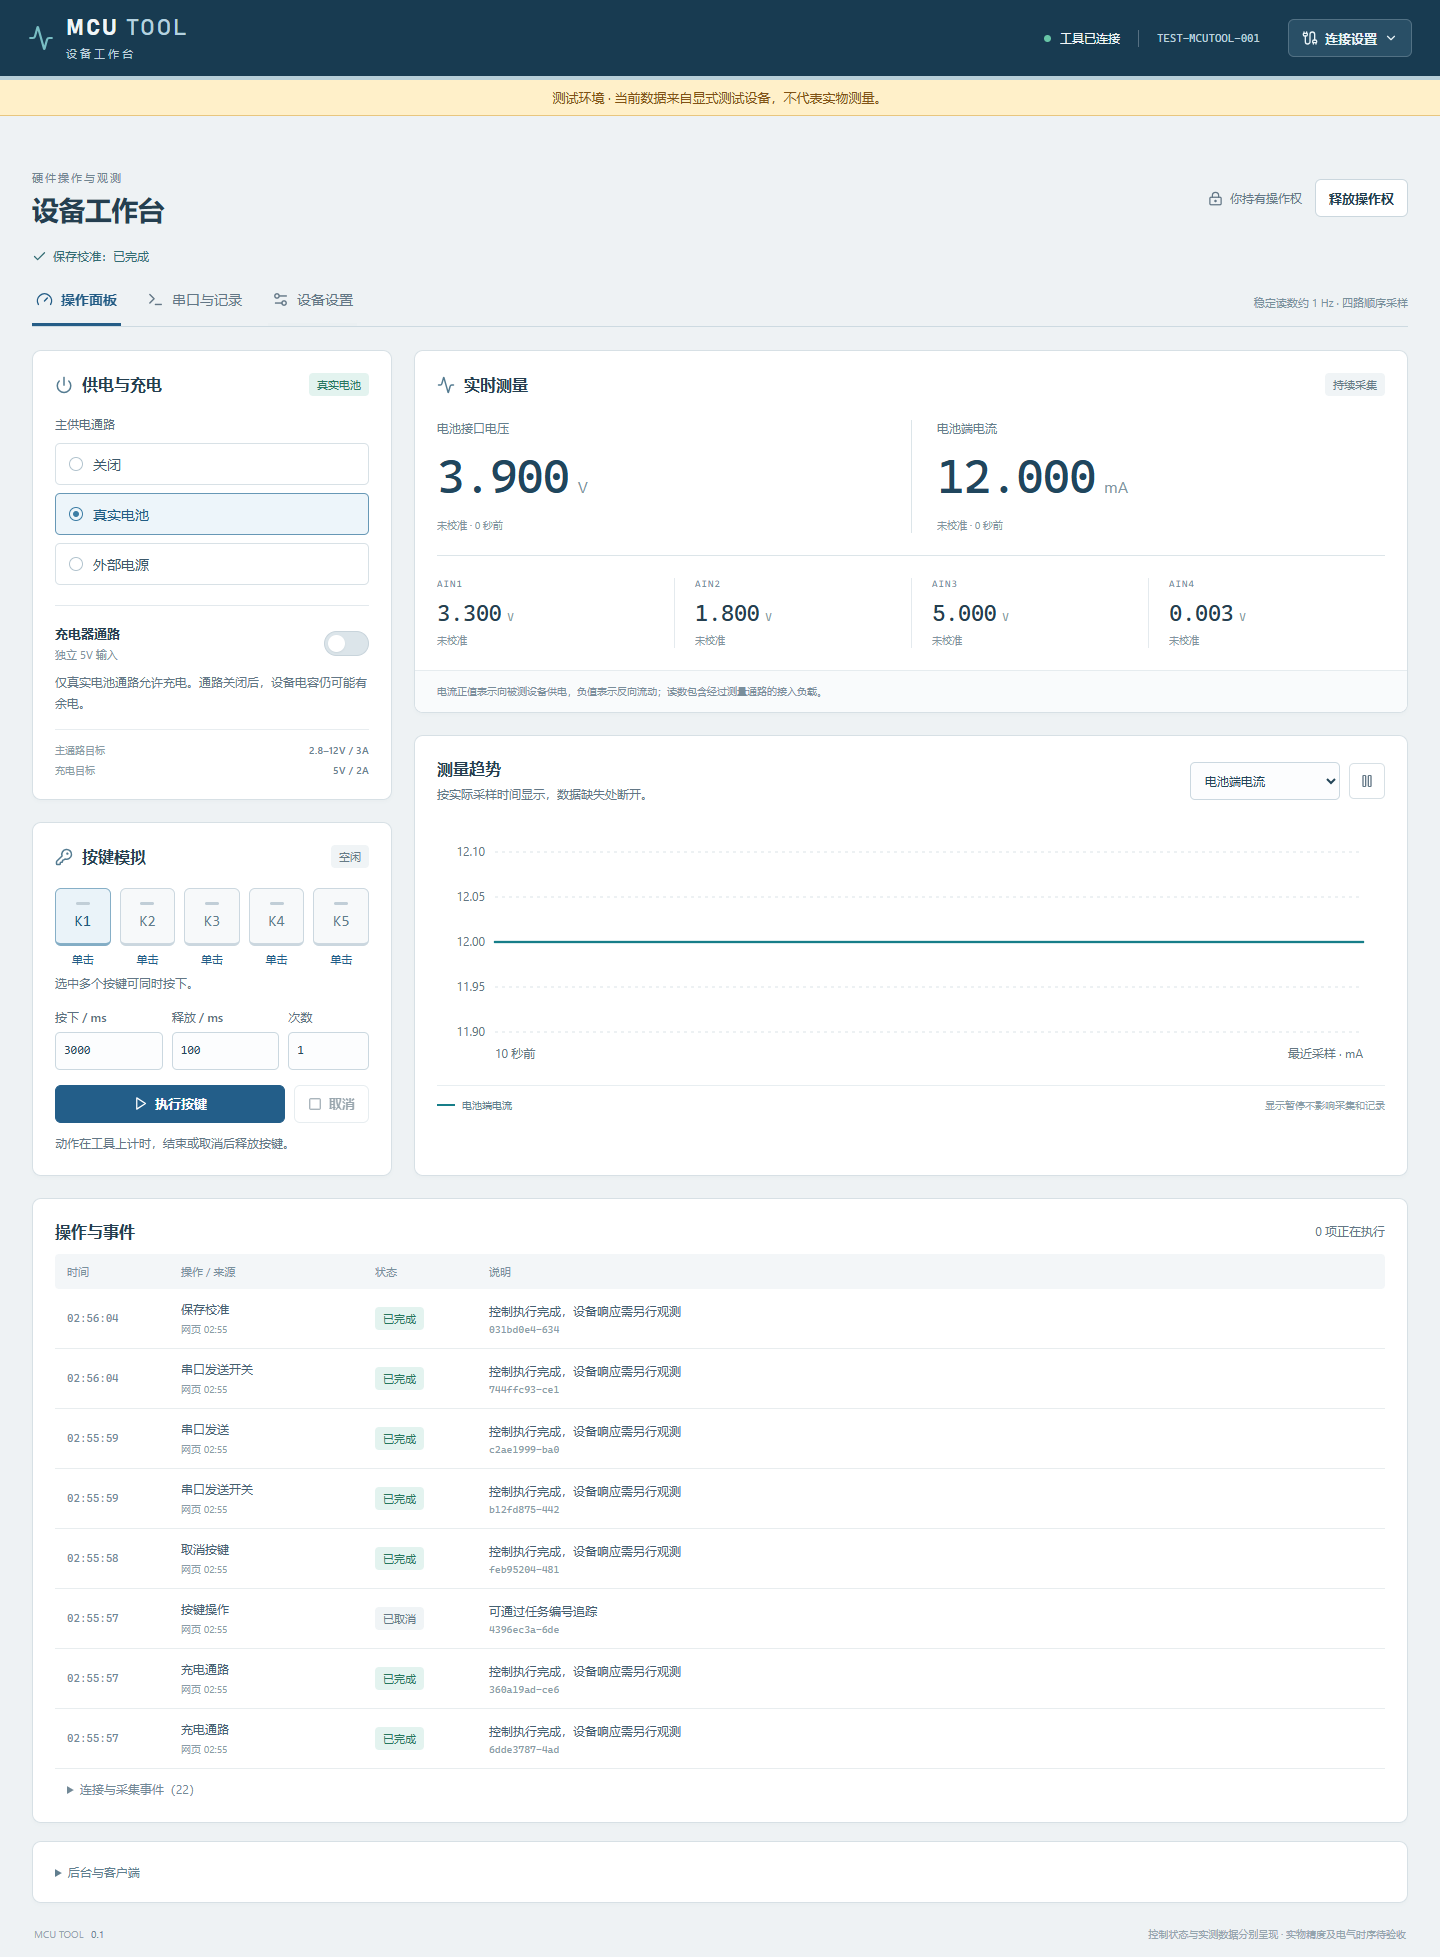 MCU TOOL
设备工作台
工具已连接
TEST-MCUTOOL-001
连接设置
测试环境 · 当前数据来自显式测试设备，不代表实物测量。
硬件操作与观测
设备工作台
你持有操作权
释放操作权
保存校准：已完成
操作面板
串口与记录
设备设置
稳定读数约 1 Hz · 四路顺序采样
供电与充电
真实电池
主供电通路
关闭
真实电池
外部电源
充电器通路
独立 5V 输入
仅真实电池通路允许充电。通路关闭后，设备电容仍可能有
余电。
主通路目标 2.8–12V / 3A
充电目标 5V / 2A
实时测量
持续采集
电池接口电压
3.900 V
未校准 · 0 秒前
电池端电流
12.000 mA
未校准 · 0 秒前
AIN1
3.300 V
未校准
AIN2
1.800 V
未校准
AIN3
5.000 V
未校准
AIN4
0.003 V
未校准
电流正值表示向被测设备供电，负值表示反向流动；读数包含经过测量通路的接入负载。
按键模拟
空闲
K1 K2 K3 K4 K5
单击 单击 单击 单击 单击
选中多个按键可同时按下。
按下 / ms 释放 / ms 次数
3000 100 1
执行按键
取消
动作在工具上计时，结束或取消后释放按键。
测量趋势
按实际采样时间显示，数据缺失处断开。
电池端电流
12.10
12.05
12.00
11.95
11.90
10 秒前
最近采样 · mA
电池端电流
显示暂停不影响采集和记录
操作与事件
0 项正在执行
时间 操作 / 来源 状态 说明
02:56:04 保存校准 已完成 控制执行完成，设备响应需另行观测
网页 02:55 031bd0e4-634
02:56:04 串口发送开关 已完成 控制执行完成，设备响应需另行观测
网页 02:55 744ffc93-ce1
02:55:59 串口发送 已完成 控制执行完成，设备响应需另行观测
网页 02:55 c2ae1999-ba0
02:55:59 串口发送开关 已完成 控制执行完成，设备响应需另行观测
网页 02:55 b12fd875-442
02:55:58 取消按键 已完成 控制执行完成，设备响应需另行观测
网页 02:55 feb95204-481
02:55:57 按键操作 已取消 可通过任务编号追踪
网页 02:55 4396ec3a-6de
02:55:57 充电通路 已完成 控制执行完成，设备响应需另行观测
网页 02:55 360a19ad-ce6
02:55:57 充电通路 已完成 控制执行完成，设备响应需另行观测
网页 02:55 6dde3787-4ad
连接与采集事件（22）
后台与客户端
MCU TOOL 0.1
控制状态与实测数据分别呈现 · 实物精度及电气时序待验收